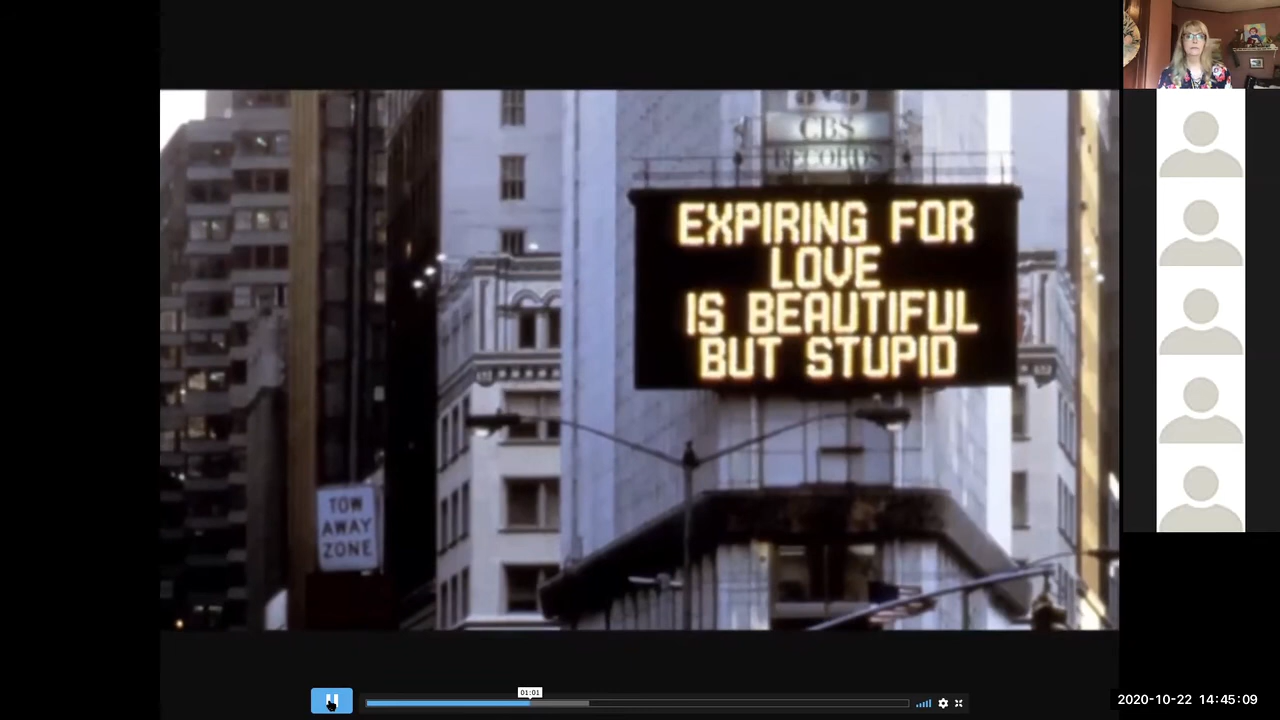 CBS
RECORDS
EXPIRING FOR
LOVE
IS BEAUTIFUL
BUT STUPID
TOW
AWAY
ZONE
01:01
2020-10-22 14:45:09